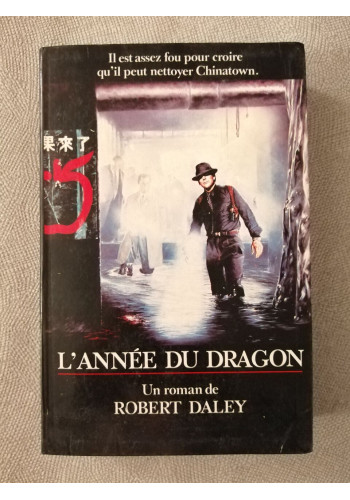 Il est assez fou pour croire
qu'il peut nettoyer Chinatown.
果來了
L'ANNÉE DU DRAGON
Un roman de
ROBERT DALEY